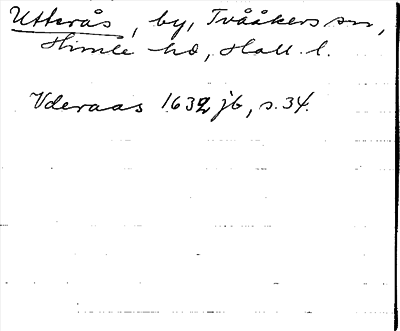 Utterås, by, Tvååkers sn,
Himle hd, Hall. l.
Vderaas 1632 jb, s. 34.